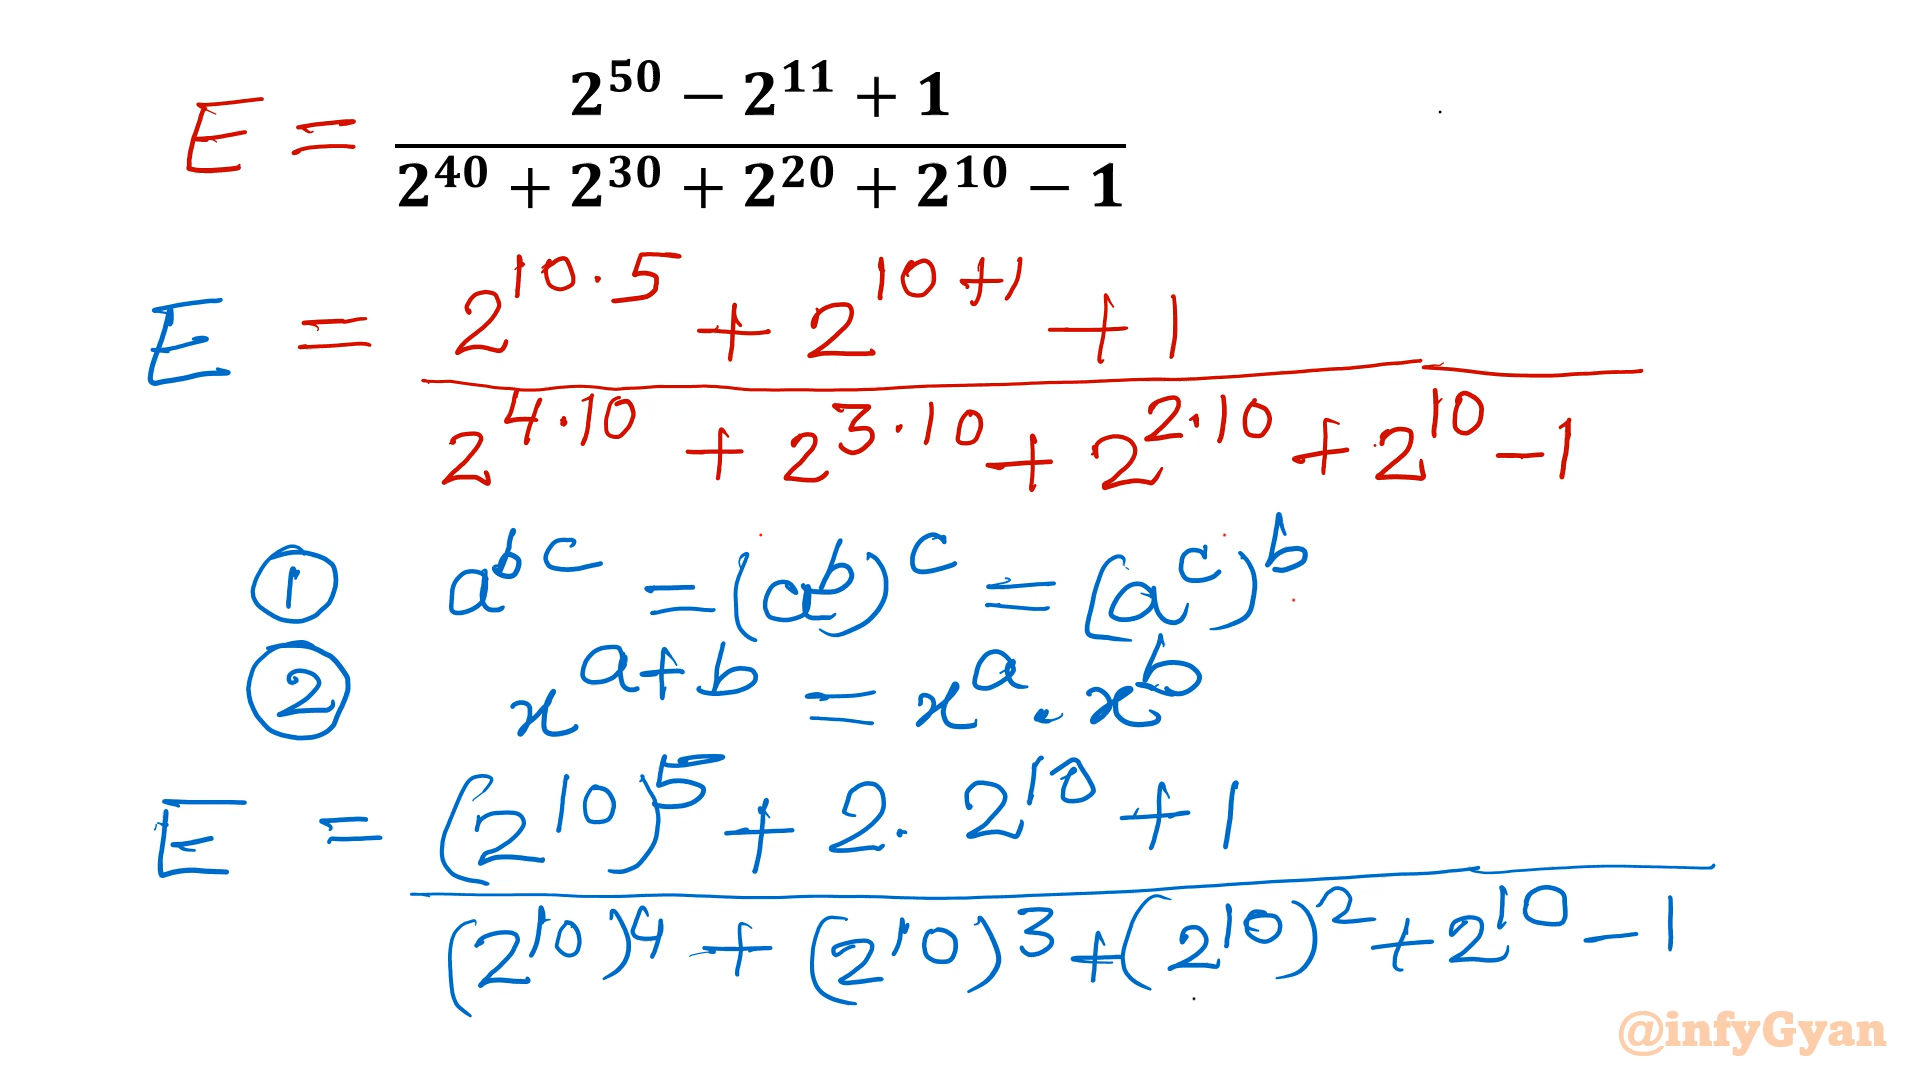 E = (2^50 − 2^11 + 1) / (2^40 + 2^30 + 2^20 + 2^10 − 1)
E = (2^(10·5) + 2^(10+1) + 1) / (2^(4·10) + 2^(3·10) + 2^(2·10) + 2^10 − 1)
① a^(bc) = (a^b)^c = (a^c)^b
② x^(a+b) = x^a · x^b
E = ((2^10)^5 + 2 · 2^10 + 1) / ((2^10)^4 + (2^10)^3 + (2^10)^2 + 2^10 − 1)
@infyGyan